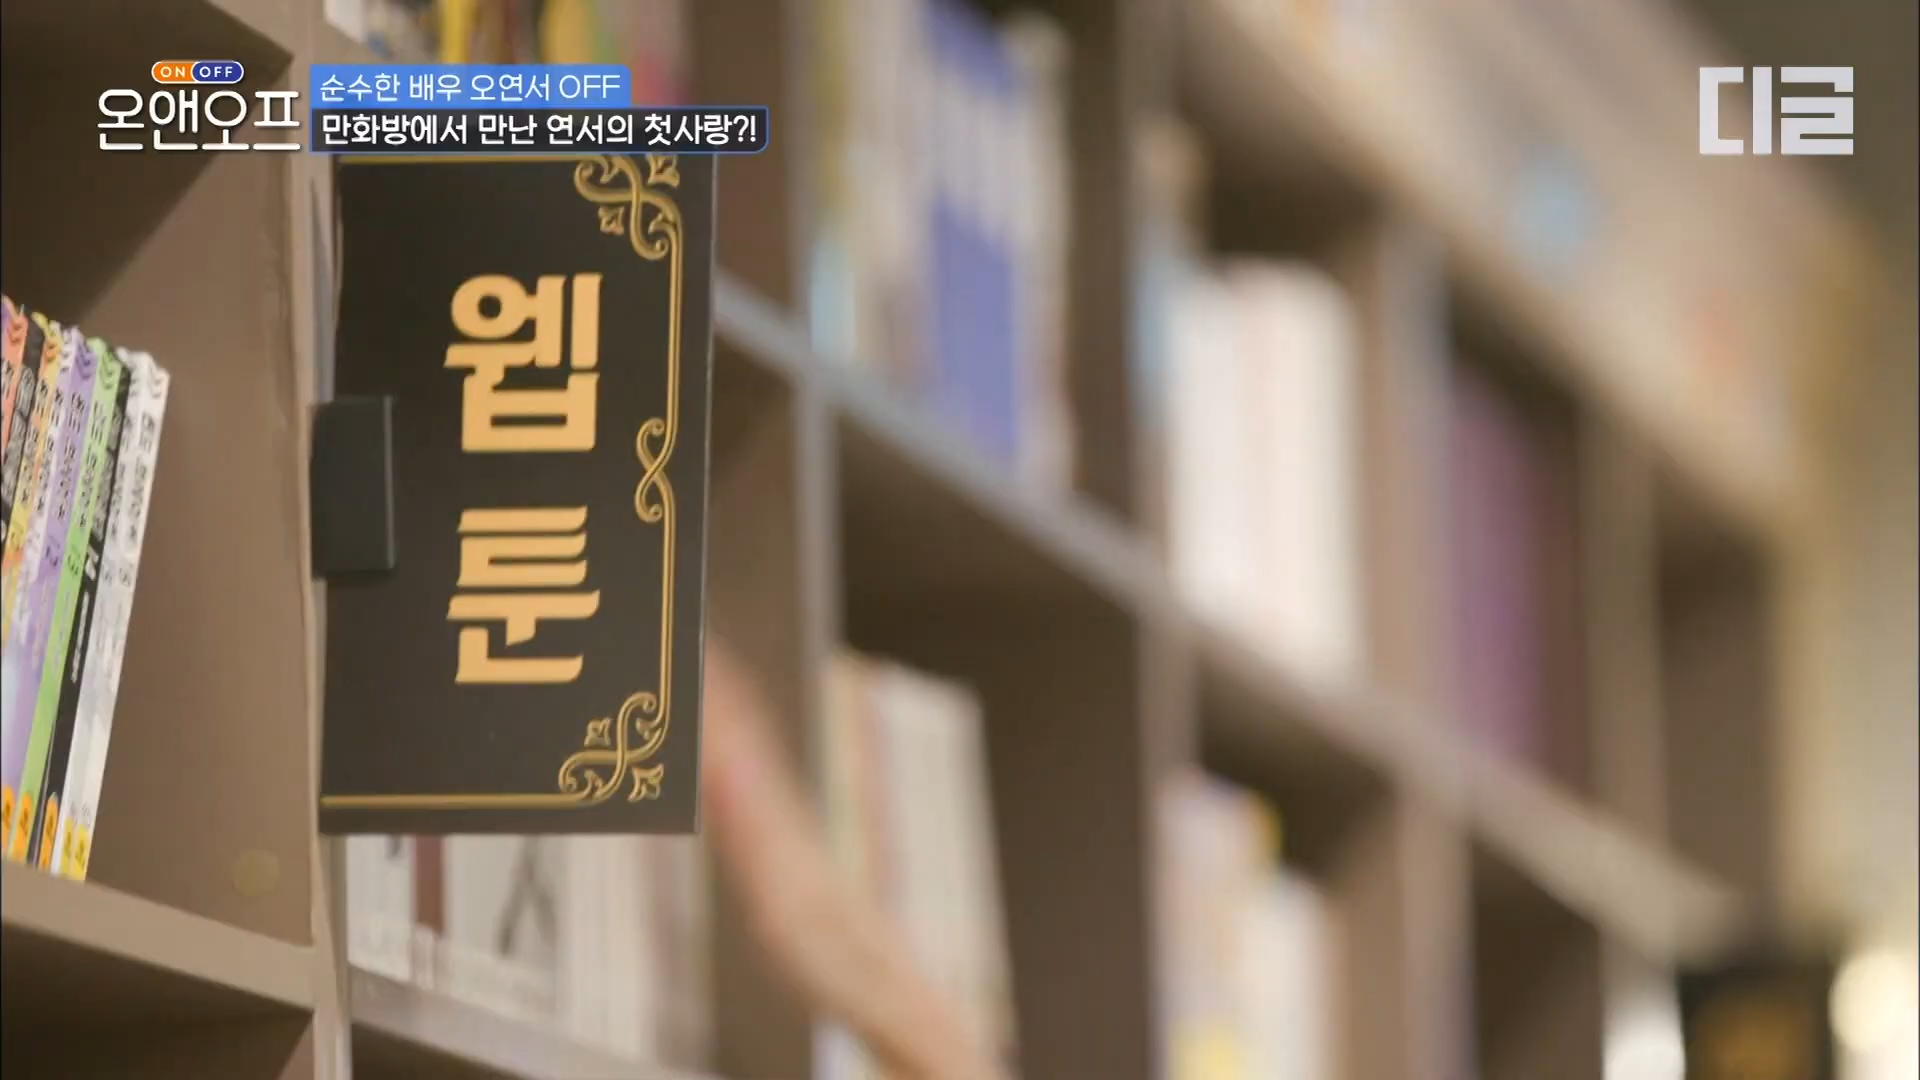 ON OFF
온앤오프
순수한 배우 오연서 OFF
만화방에서 만난 연서의 첫사랑?!
디글
웹툰